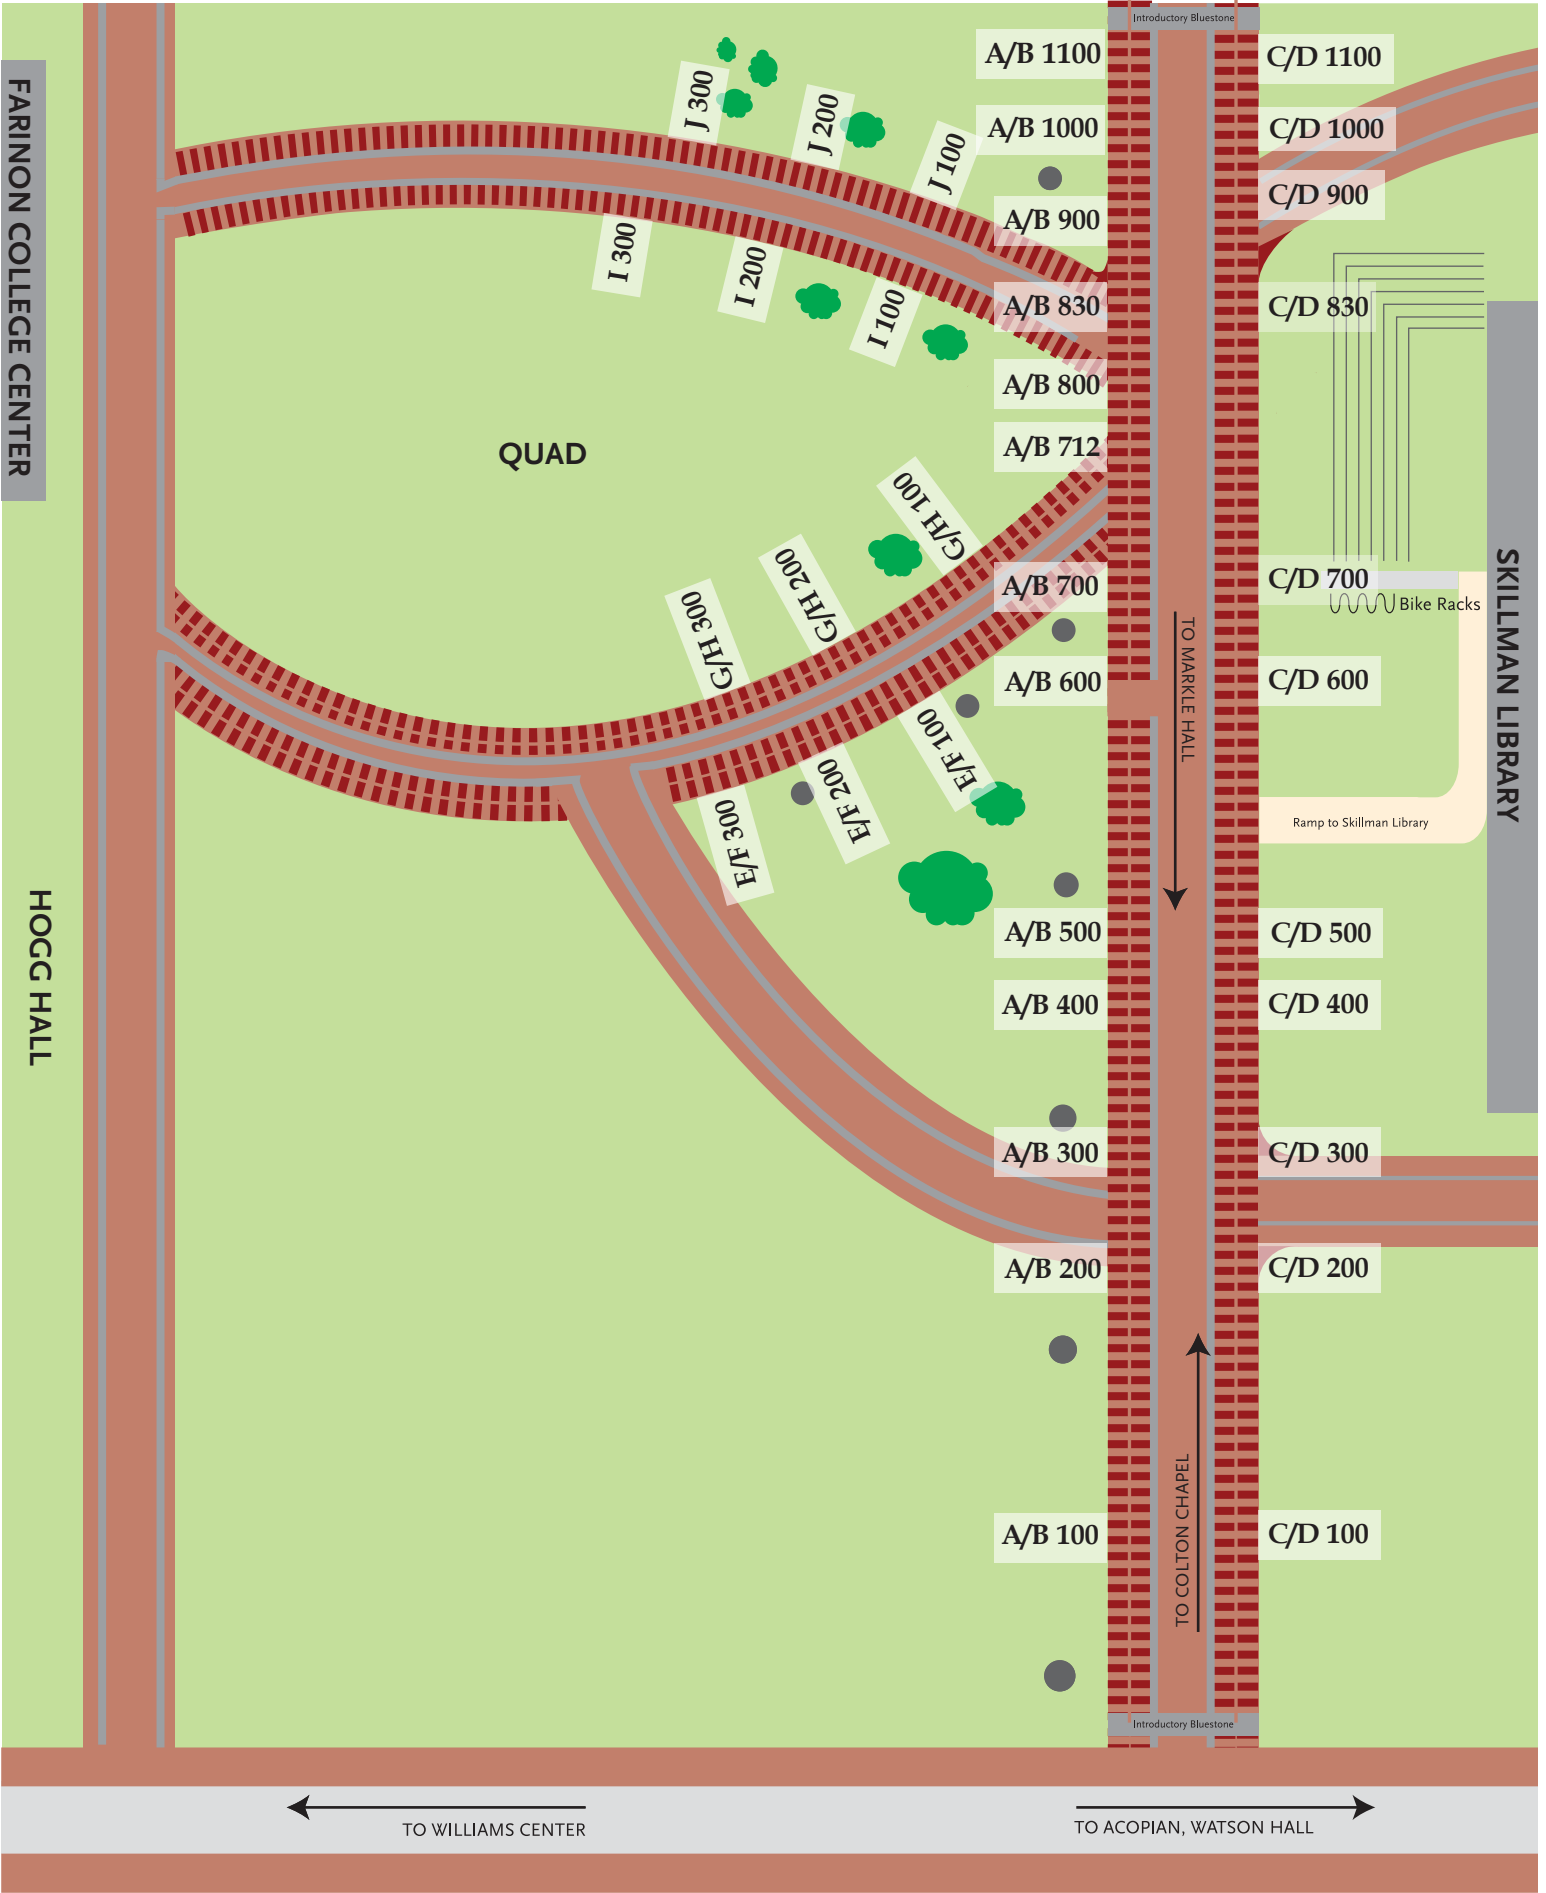 Introductory Bluestone
A/B 1100
C/D 1100
J 300
J 200
J 100
A/B 1000
C/D 1000
A/B 900
C/D 900
I 300
I 200
I 100
A/B 830
C/D 830
A/B 800
A/B 712
FARINON COLLEGE CENTER
QUAD
G/H 100
G/H 200
G/H 300
A/B 700
C/D 700
Bike Racks
SKILLMAN LIBRARY
TO MARKLE HALL
A/B 600
C/D 600
E/F 100
E/F 200
E/F 300
Ramp to Skillman Library
HOGG HALL
A/B 500
C/D 500
A/B 400
C/D 400
A/B 300
C/D 300
A/B 200
C/D 200
TO COLTON CHAPEL
A/B 100
C/D 100
Introductory Bluestone
TO WILLIAMS CENTER
TO ACOPIAN, WATSON HALL